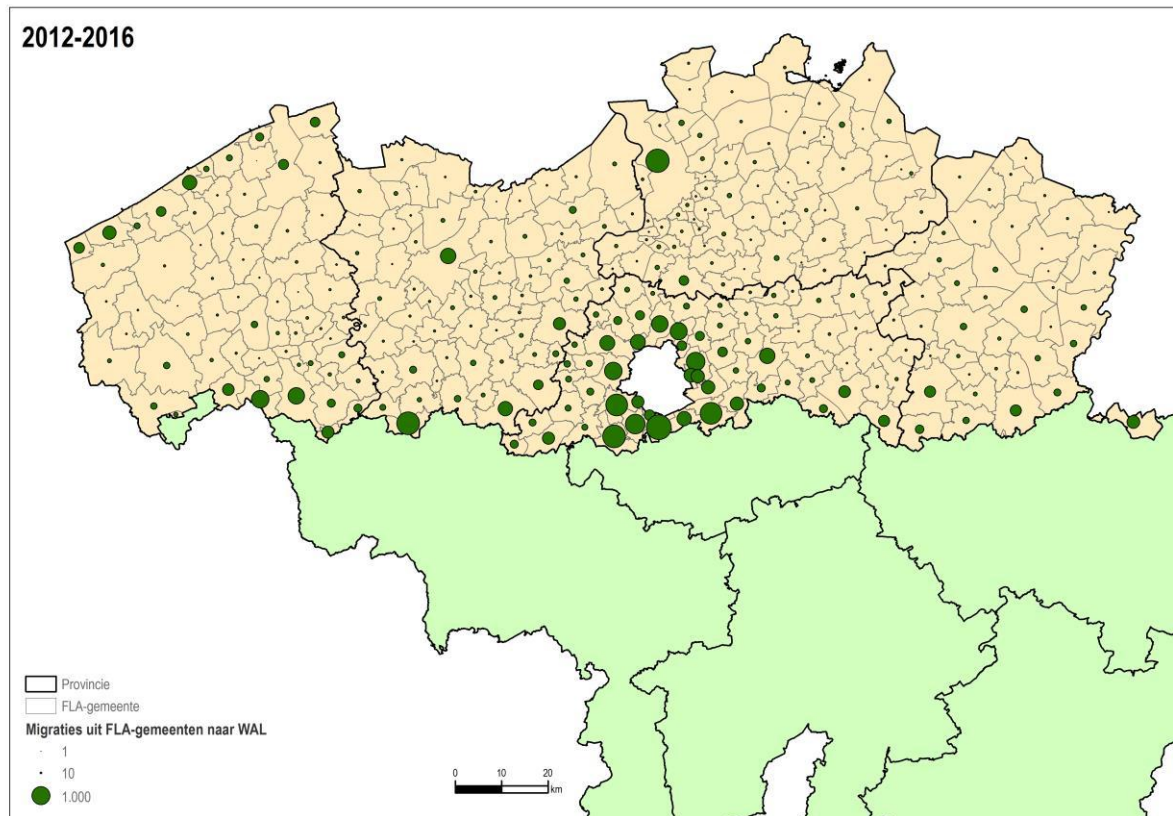 2012-2016
Provincie
FLA-gemeente
Migraties uit FLA-gemeenten naar WAL
1
10
1.000
0 10 20
km